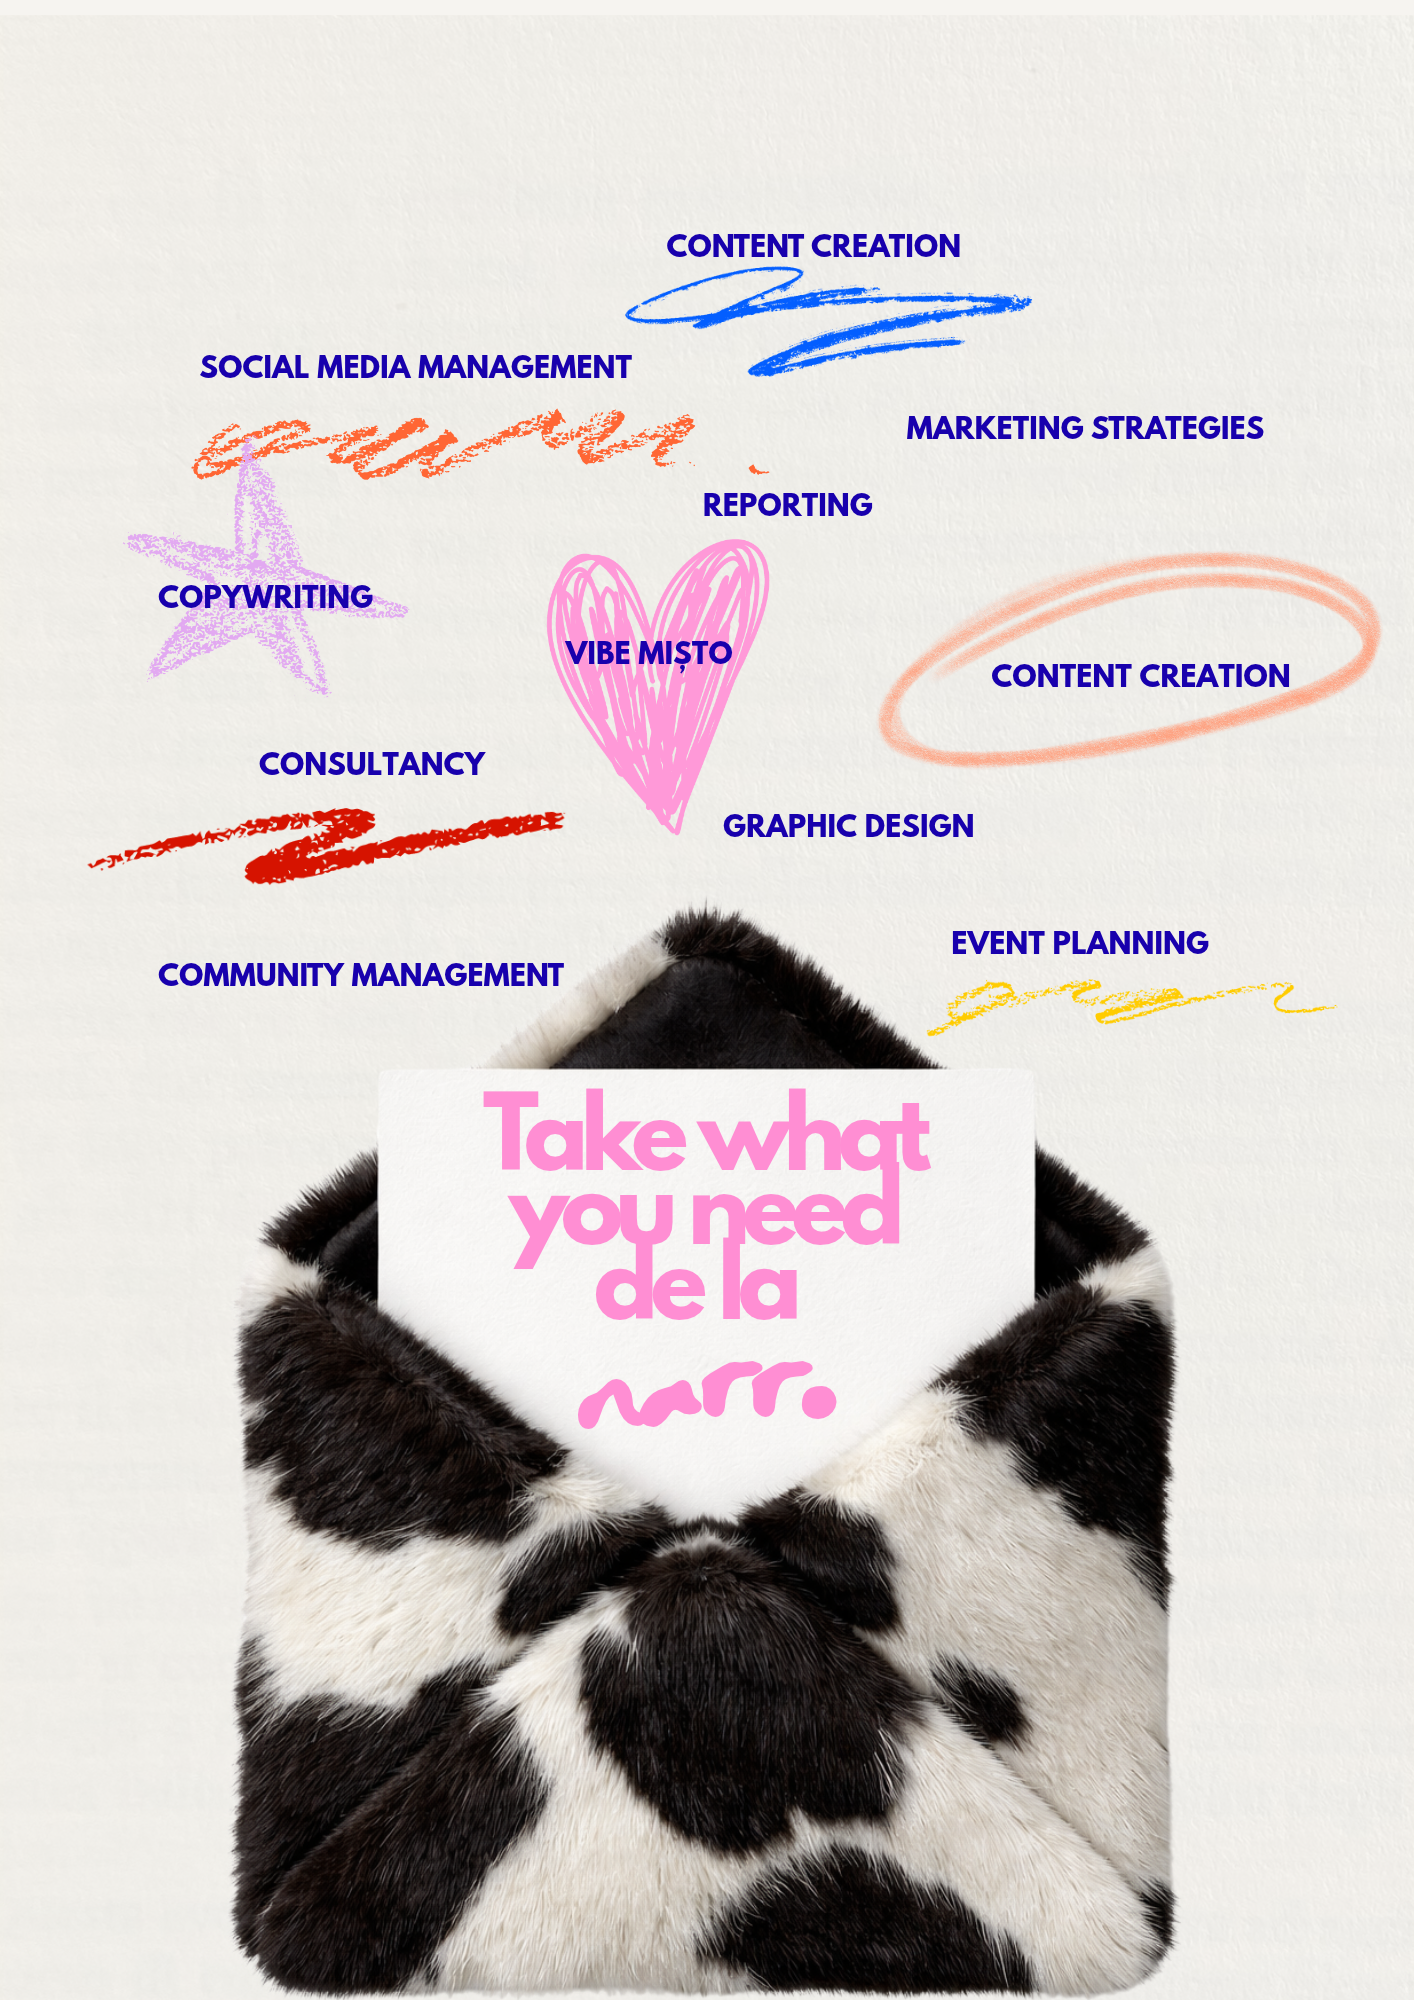 CONTENT CREATION
SOCIAL MEDIA MANAGEMENT
MARKETING STRATEGIES
REPORTING
COPYWRITING
VIBE MIȘTO
CONTENT CREATION
CONSULTANCY
GRAPHIC DESIGN
EVENT PLANNING
COMMUNITY MANAGEMENT
Take what
you need
de la
narr.